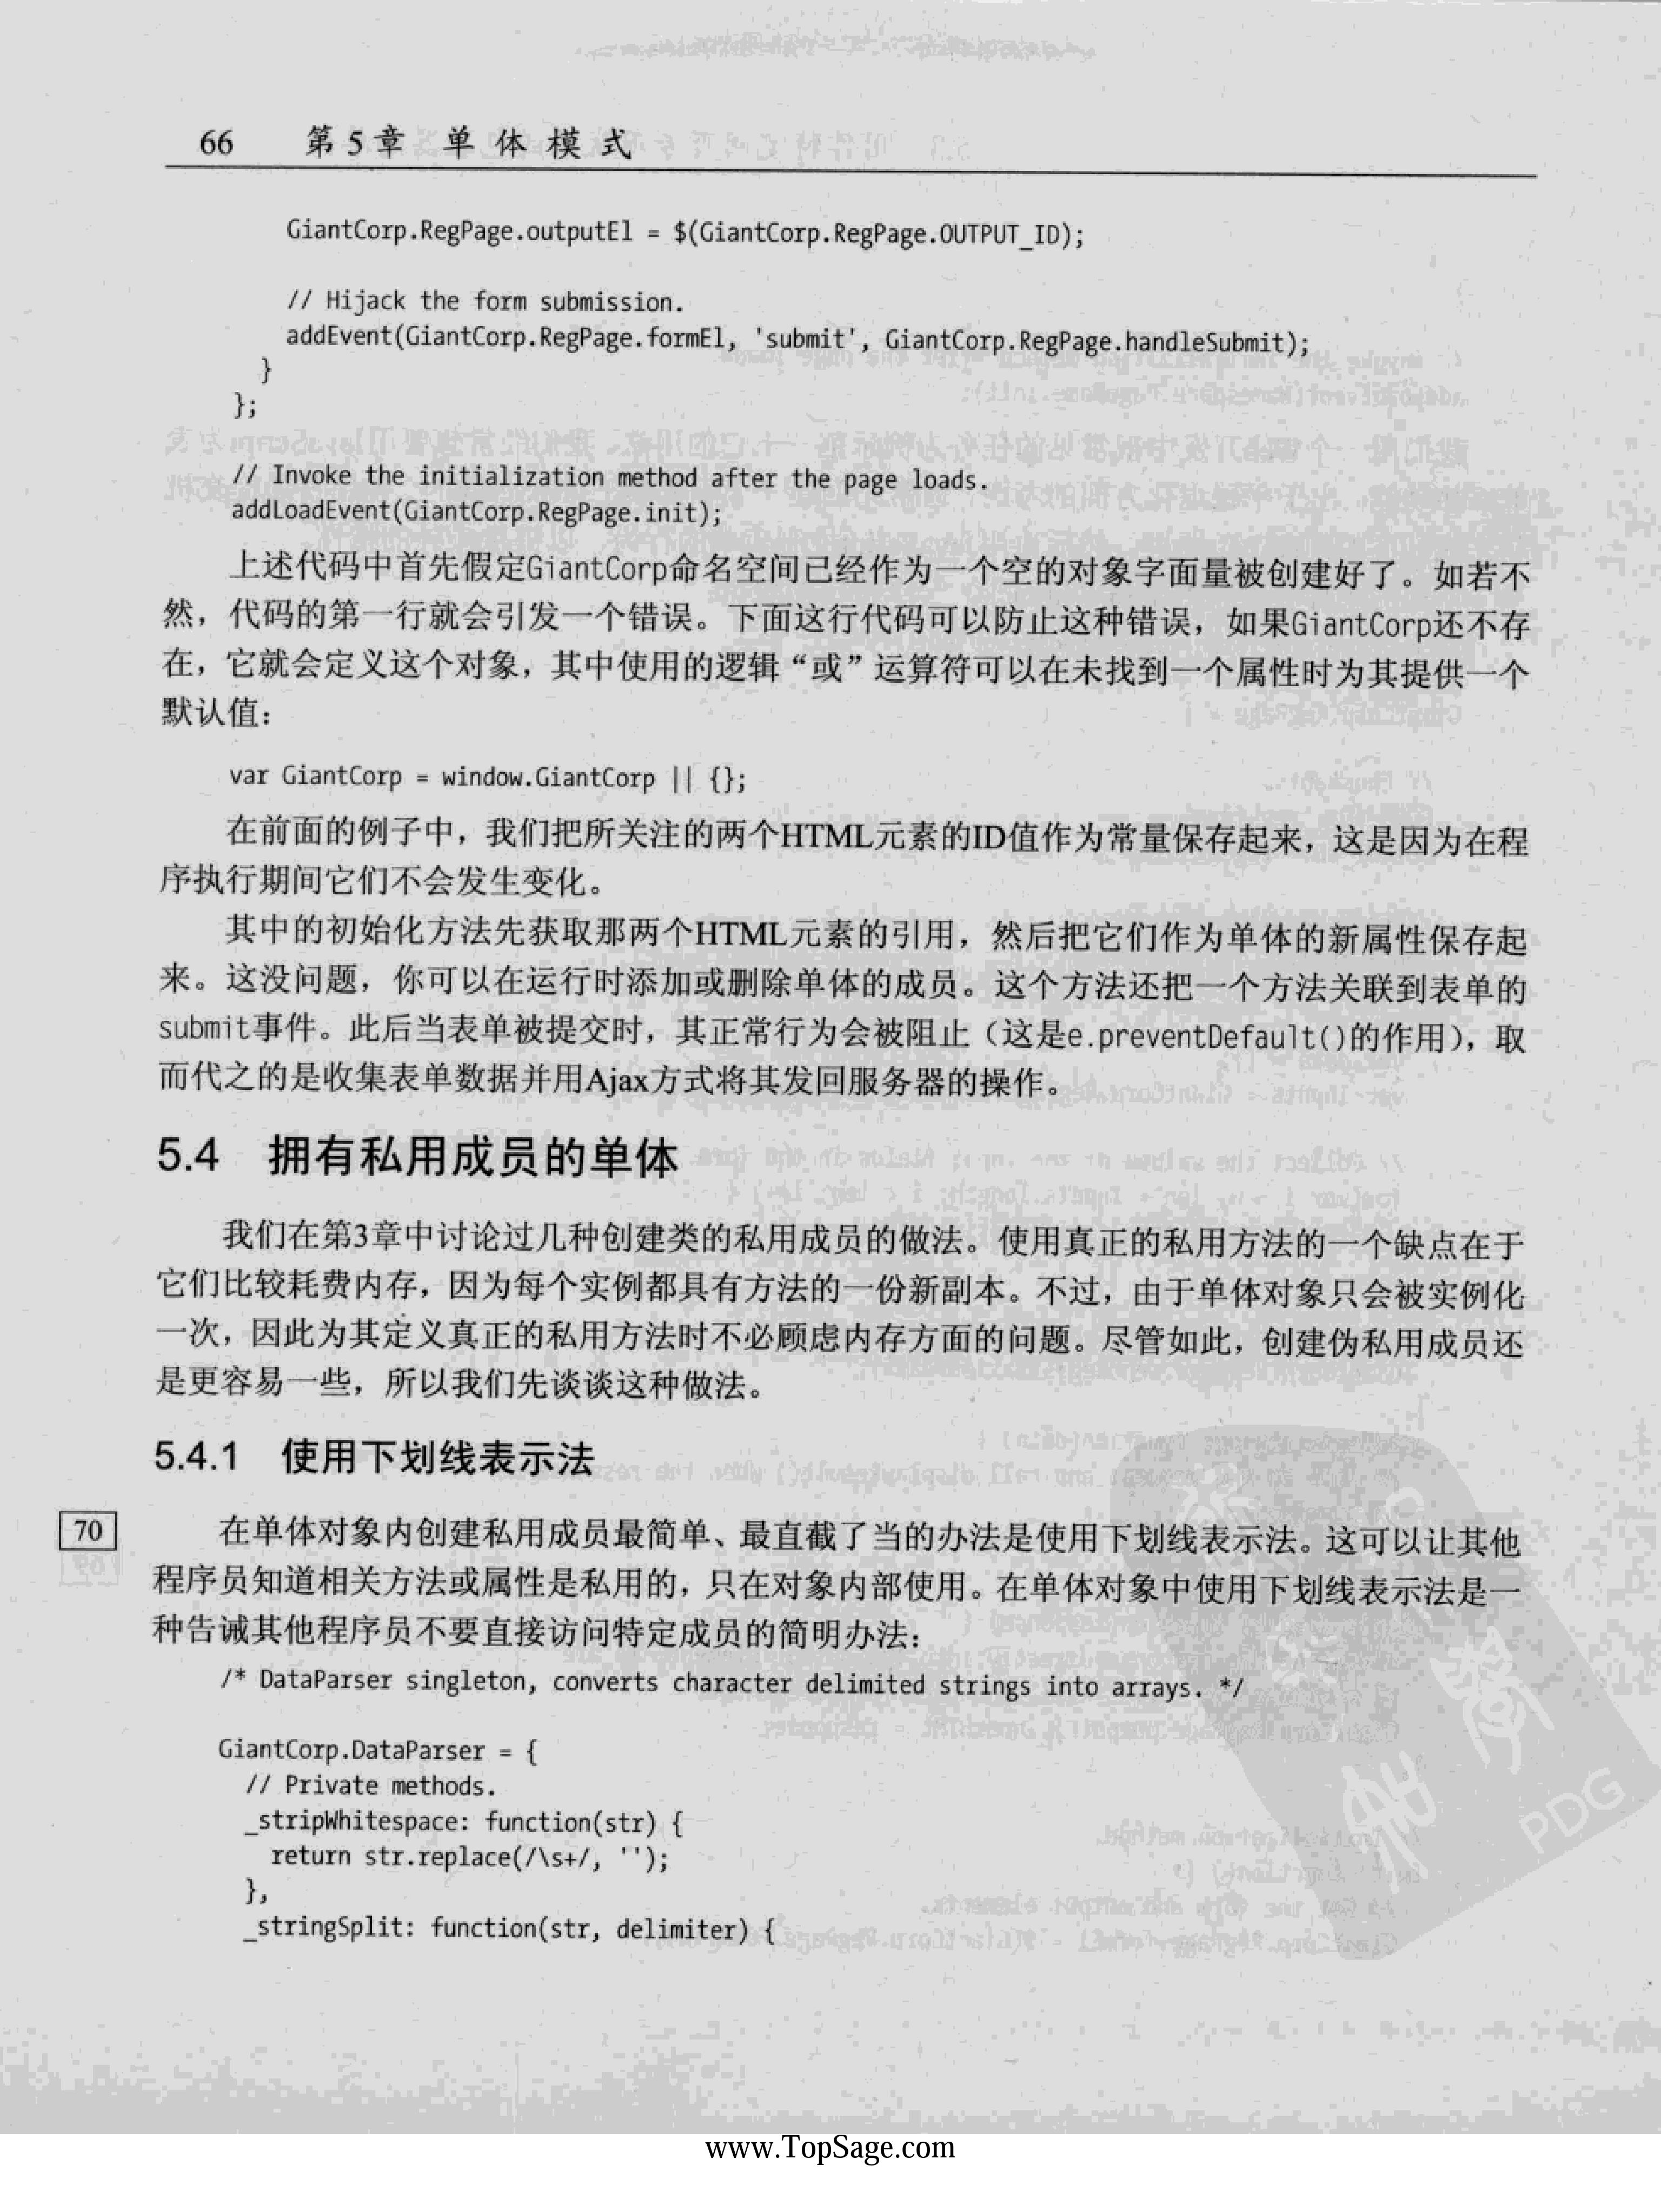 66 第5章 单体模式
GiantCorp.RegPage.outputEl = $(GiantCorp.RegPage.OUTPUT_ID);
// Hijack the form submission.
addEvent(GiantCorp.RegPage.formEl, 'submit', GiantCorp.RegPage.handleSubmit);
}
};
// Invoke the initialization method after the page loads.
addLoadEvent(GiantCorp.RegPage.init);
上述代码中首先假定GiantCorp命名空间已经作为一个空的对象字面量被创建好了。如若不
然，代码的第一行就会引发一个错误。下面这行代码可以防止这种错误，如果GiantCorp还不存
在，它就会定义这个对象，其中使用的逻辑“或”运算符可以在未找到一个属性时为其提供一个
默认值：
var GiantCorp = window.GiantCorp || {};
在前面的例子中，我们把所关注的两个HTML元素的ID值作为常量保存起来，这是因为在程
序执行期间它们不会发生变化。
其中的初始化方法先获取那两个HTML元素的引用，然后把它们作为单体的新属性保存起
来。这没问题，你可以在运行时添加或删除单体的成员。这个方法还把一个方法关联到表单的
submit事件。此后当表单被提交时，其正常行为会被阻止（这是e.preventDefault()的作用），取
而代之的是收集表单数据并用Ajax方式将其发回服务器的操作。
5.4 拥有私用成员的单体
我们在第3章中讨论过几种创建类的私用成员的做法。使用真正的私用方法的一个缺点在于
它们比较耗费内存，因为每个实例都具有方法的一份新副本。不过，由于单体对象只会被实例化
一次，因此为其定义真正的私用方法时不必顾虑内存方面的问题。尽管如此，创建伪私用成员还
是更容易一些，所以我们先谈谈这种做法。
5.4.1 使用下划线表示法
70
在单体对象内创建私用成员最简单、最直截了当的办法是使用下划线表示法。这可以让其他
程序员知道相关方法或属性是私用的，只在对象内部使用。在单体对象中使用下划线表示法是一
种告诫其他程序员不要直接访问特定成员的简明办法：
/* DataParser singleton, converts character delimited strings into arrays. */
GiantCorp.DataParser = {
// Private methods.
_stripWhitespace: function(str) {
return str.replace(/\s+/, '');
},
_stringSplit: function(str, delimiter) {
PDG
www.TopSage.com